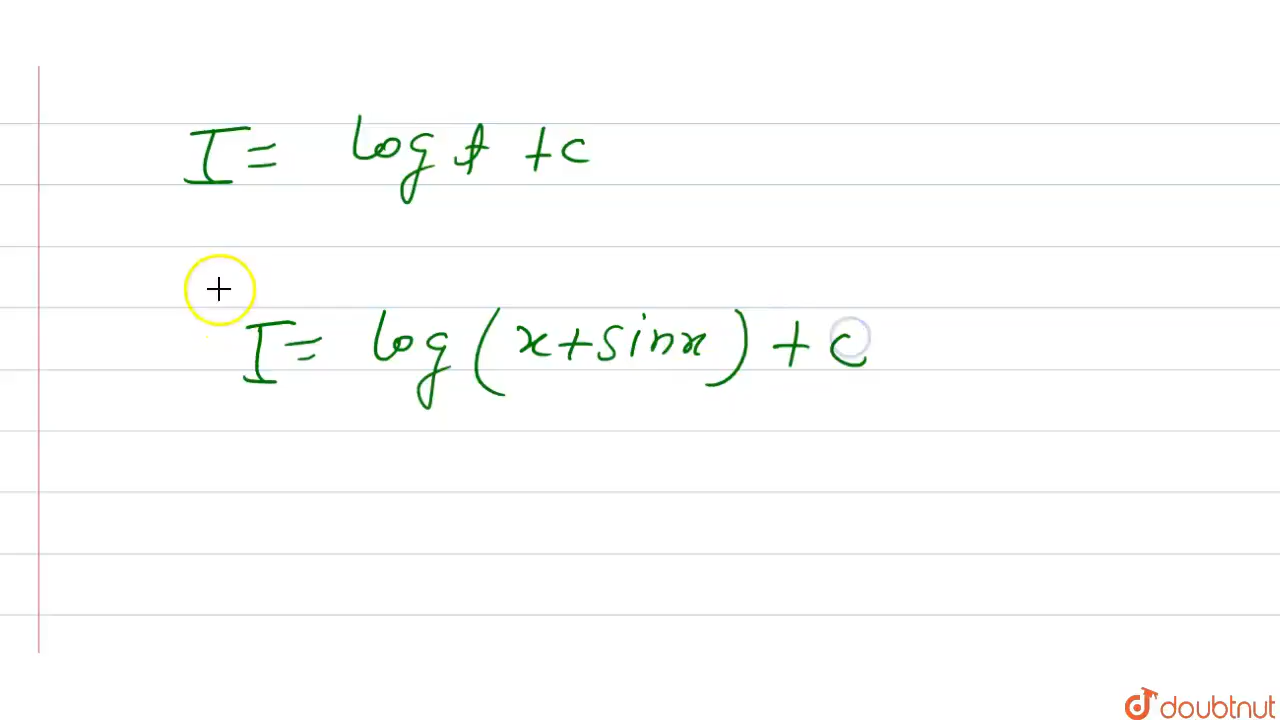 I = log t + c
I = log(x + sinx) + c
doubtnut